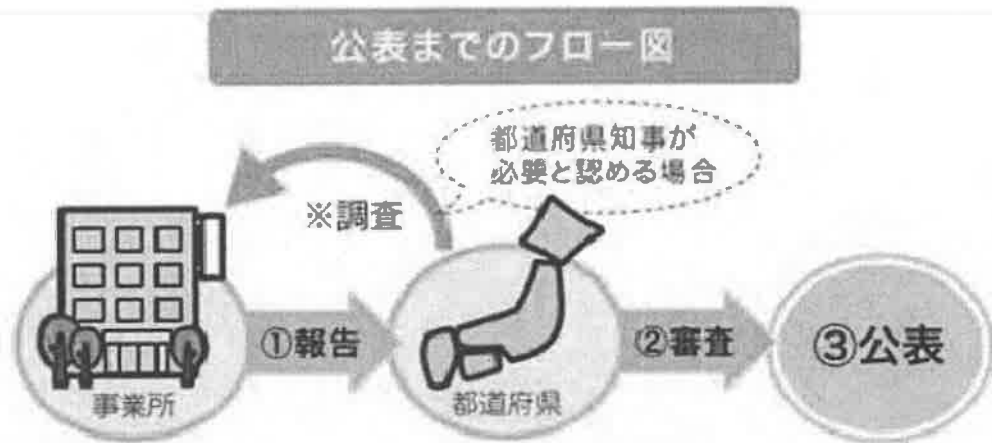 公表までのフロー図
都道府県知事が
必要と認める場合
※調査
①報告
②審査
③公表
事業所
都道府県